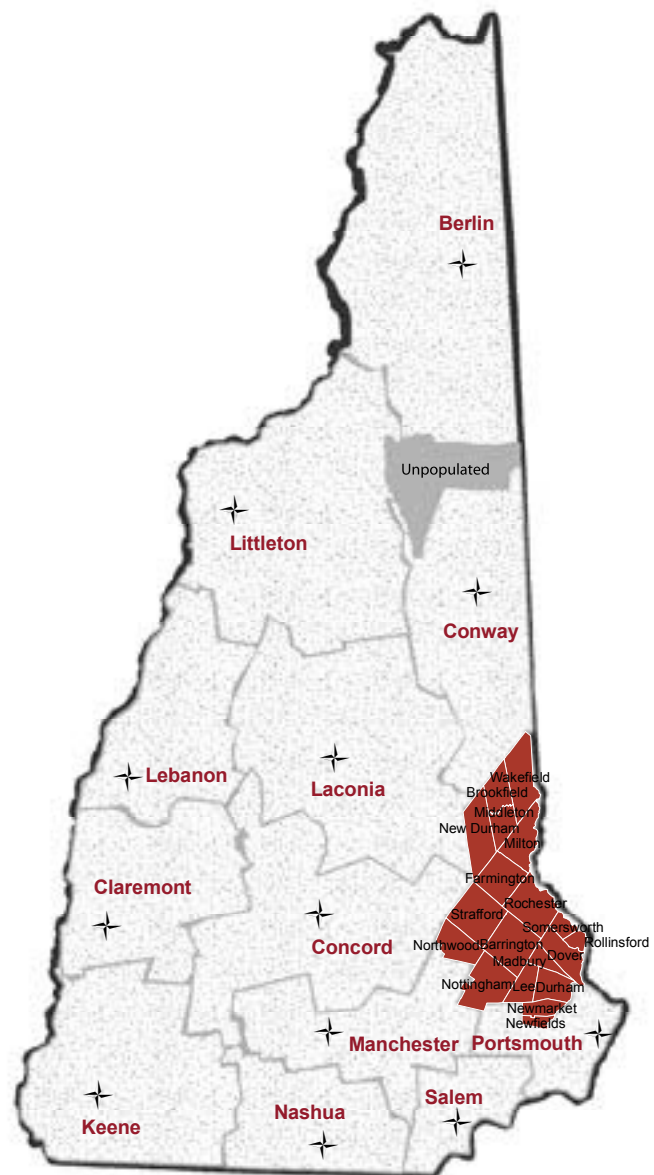 Berlin
Unpopulated
Littleton
Conway
Wakefield
Lebanon
Brookfield
Laconia
Middleton
New Durham
Milton
Farmington
Claremont
Rochester
Strafford
Somersworth
Concord
Northwood
Barrington
Rollinsford
Dover
Madbury
Nottingham
Lee
Durham
Newmarket
Newfields
Manchester
Portsmouth
Salem
Nashua
Keene